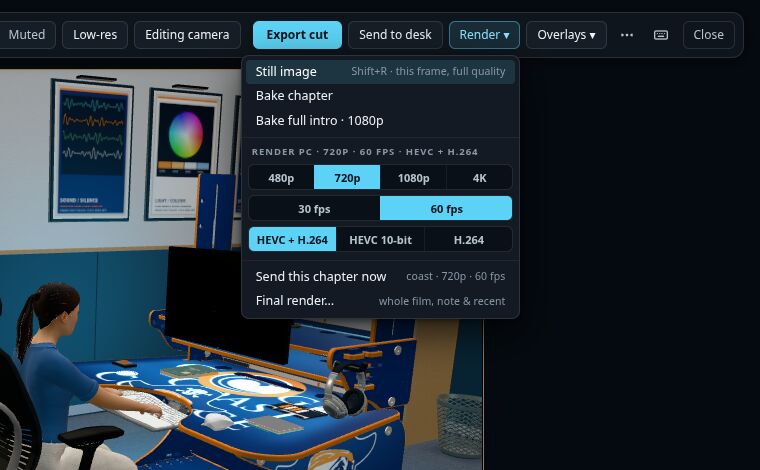 Muted
Low-res
Editing camera
Export cut
Send to desk
Render ▾
Overlays ▾
···
Close
Still image Shift+R · this frame, full quality
Bake chapter
Bake full intro · 1080p
RENDER PC · 720P · 60 FPS · HEVC + H.264
480p 720p 1080p 4K
30 fps 60 fps
HEVC + H.264 HEVC 10-bit H.264
Send this chapter now coast · 720p · 60 fps
Final render... whole film, note & recent
SOUND / SILENCE
LIGHT / COLOUR